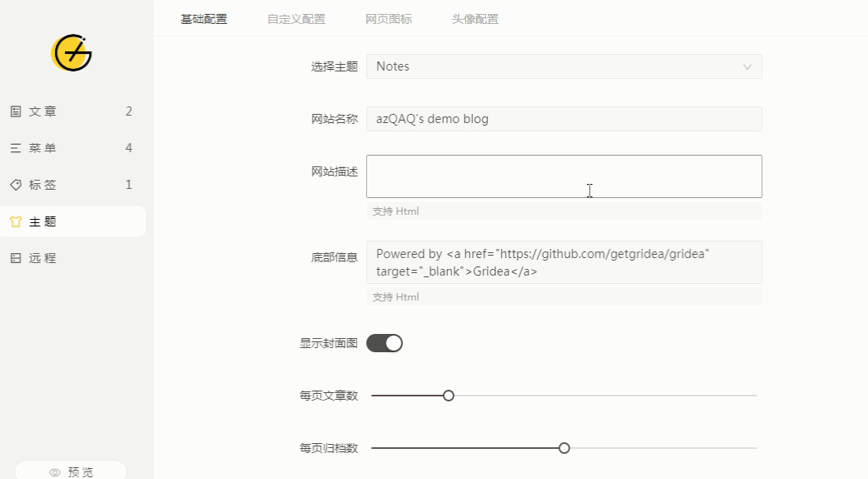 基础配置 自定义配置 网页图标 头像配置
文章 2
菜单 4
标签 1
主题
远程
预览
选择主题 Notes
网站名称 azQAQ's demo blog
网站描述
支持 Html
底部信息 Powered by <a href="https://github.com/getgridea/gridea"
target="_blank">Gridea</a>
支持 Html
显示封面图
每页文章数
每页归档数